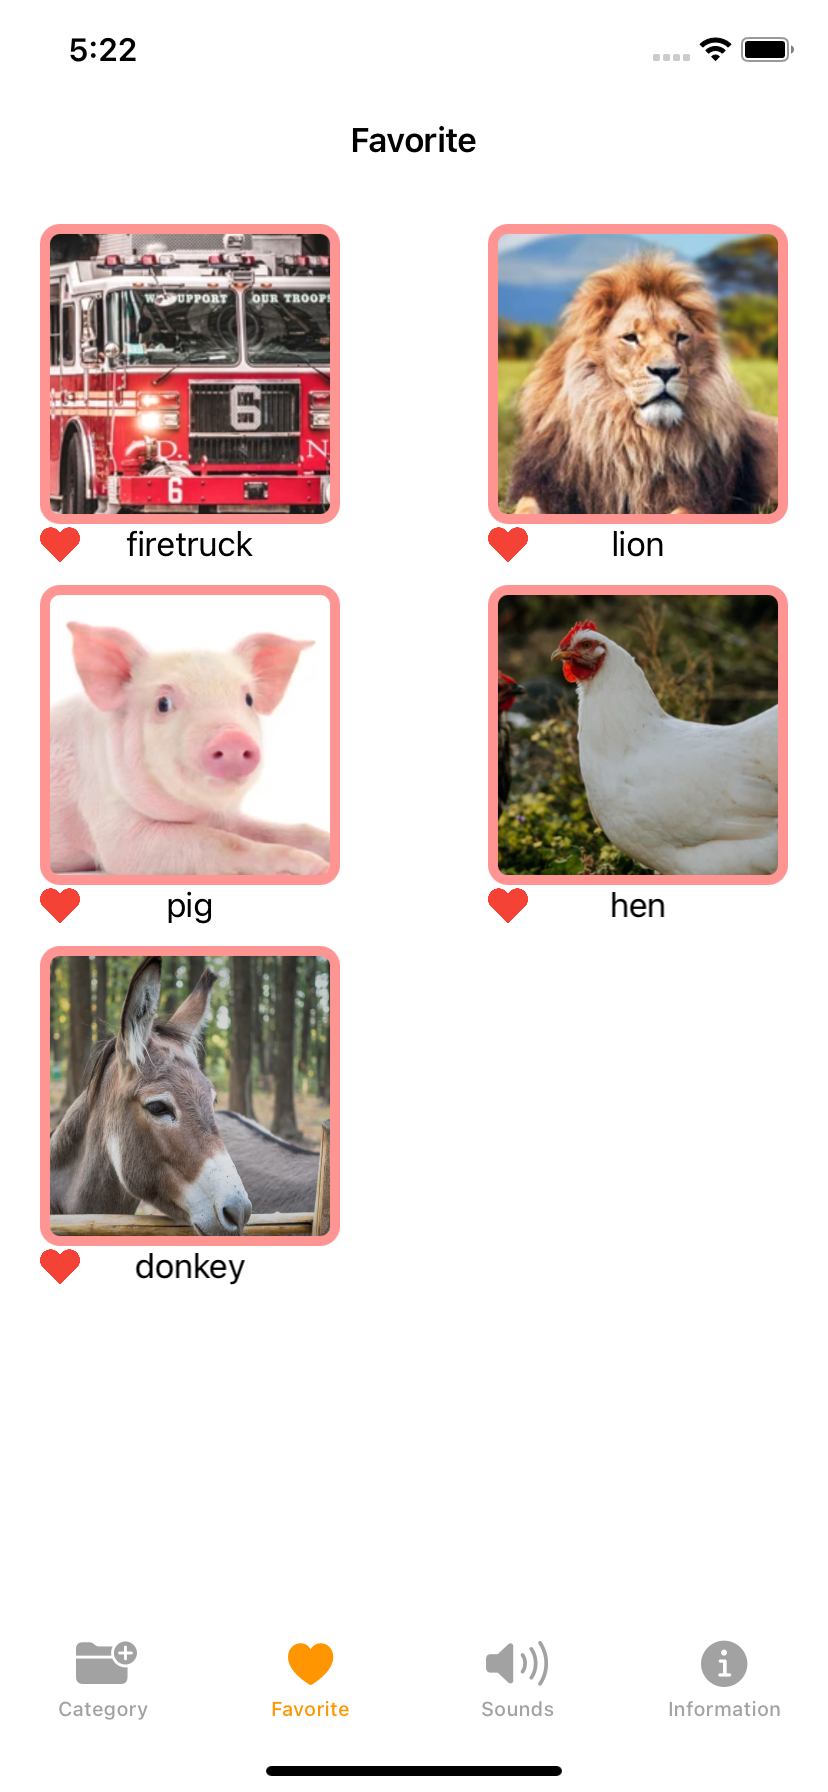 5:22
Favorite
WE SUPPORT OUR TROOPS
6
D. N
6
firetruck
lion
pig
hen
donkey
Category
Favorite
Sounds
Information